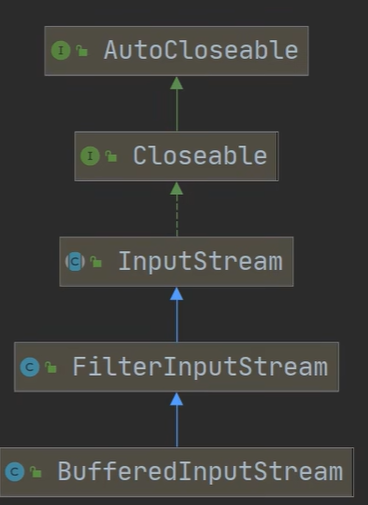 I AutoCloseable
I Closeable
C InputStream
C FilterInputStream
C BufferedInputStream